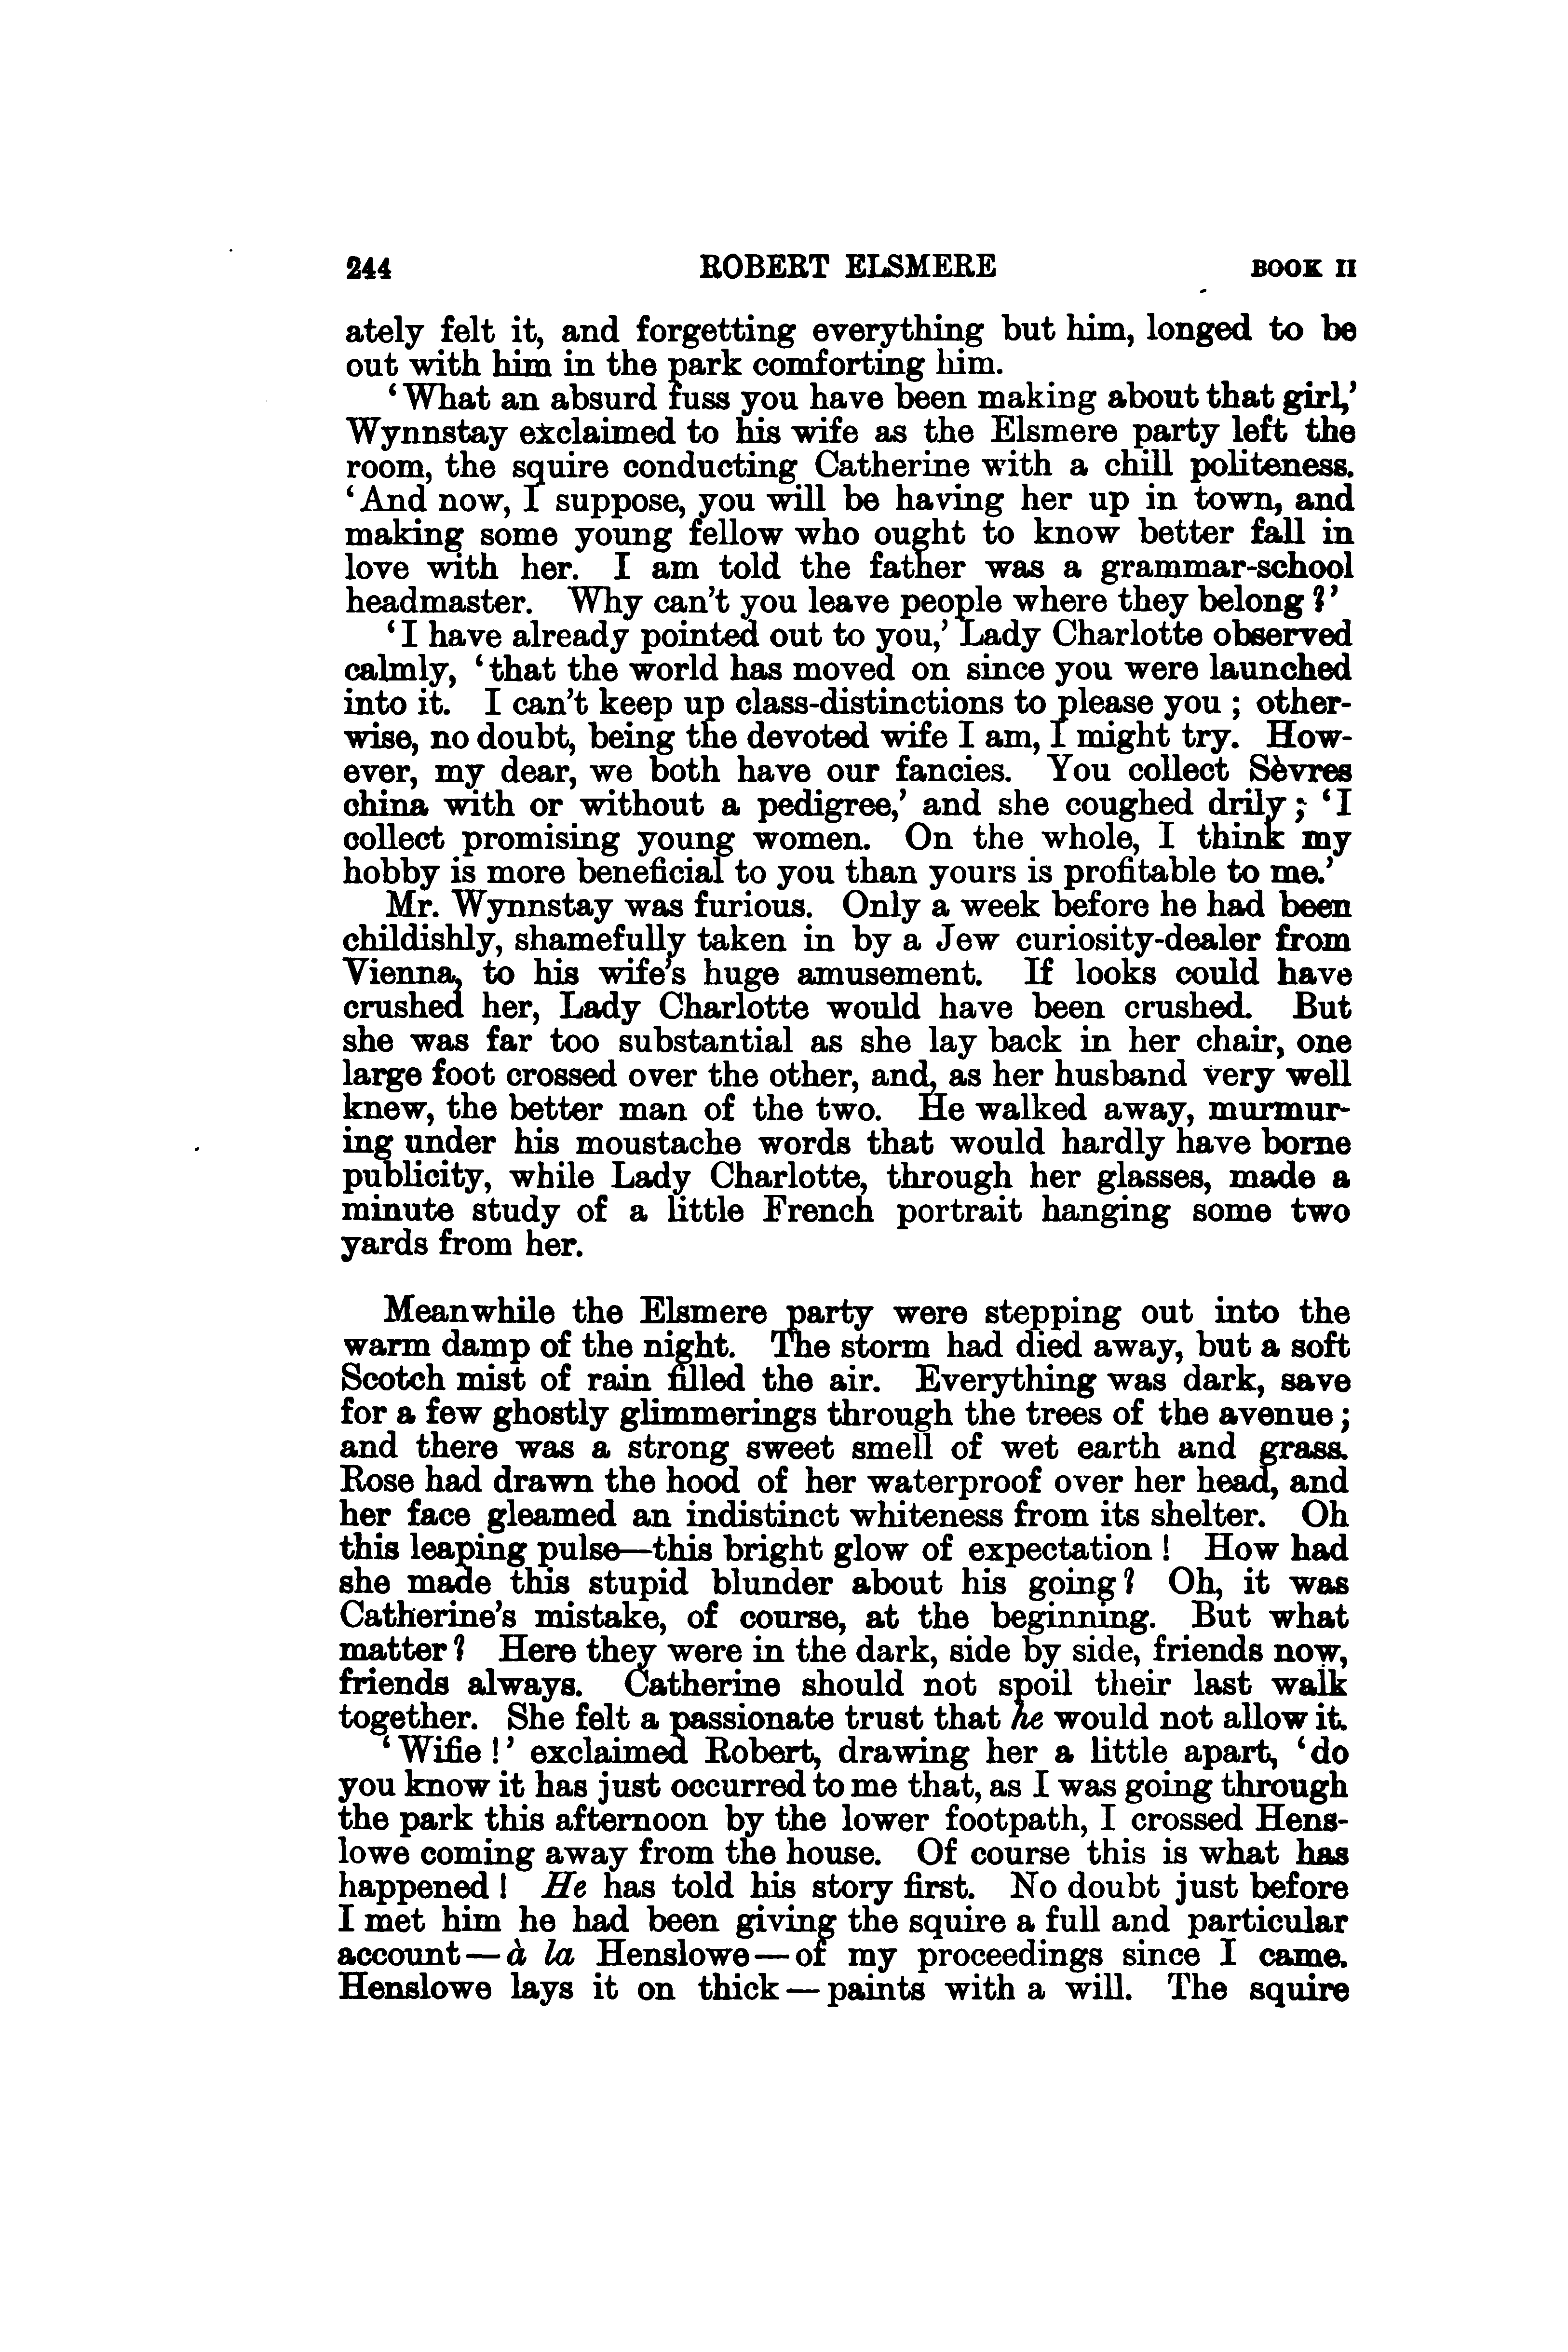 244 ROBERT ELSMERE BOOK II
ately felt it, and forgetting everything but him, longed to be
out with him in the park comforting him.
‘What an absurd fuss you have been making about that girl,’
Wynnstay exclaimed to his wife as the Elsmere party left the
room, the squire conducting Catherine with a chill politeness.
‘And now, I suppose, you will be having her up in town, and
making some young fellow who ought to know better fall in
love with her. I am told the father was a grammar-school
headmaster. Why can’t you leave people where they belong?’
‘I have already pointed out to you,’ Lady Charlotte observed
calmly, ‘that the world has moved on since you were launched
into it. I can’t keep up class-distinctions to please you; other-
wise, no doubt, being the devoted wife I am, I might try. How-
ever, my dear, we both have our fancies. You collect Sèvres
china with or without a pedigree,’ and she coughed drily; ‘I
collect promising young women. On the whole, I think my
hobby is more beneficial to you than yours is profitable to me.’
Mr. Wynnstay was furious. Only a week before he had been
childishly, shamefully taken in by a Jew curiosity-dealer from
Vienna, to his wife’s huge amusement. If looks could have
crushed her, Lady Charlotte would have been crushed. But
she was far too substantial as she lay back in her chair, one
large foot crossed over the other, and, as her husband very well
knew, the better man of the two. He walked away, murmur-
ing under his moustache words that would hardly have borne
publicity, while Lady Charlotte, through her glasses, made a
minute study of a little French portrait hanging some two
yards from her.
Meanwhile the Elsmere party were stepping out into the
warm damp of the night. The storm had died away, but a soft
Scotch mist of rain filled the air. Everything was dark, save
for a few ghostly glimmerings through the trees of the avenue;
and there was a strong sweet smell of wet earth and grass.
Rose had drawn the hood of her waterproof over her head, and
her face gleamed an indistinct whiteness from its shelter. Oh
this leaping pulse—this bright glow of expectation! How had
she made this stupid blunder about his going? Oh, it was
Catherine’s mistake, of course, at the beginning. But what
matter? Here they were in the dark, side by side, friends now,
friends always. Catherine should not spoil their last walk
together. She felt a passionate trust that he would not allow it.
‘Wifie!’ exclaimed Robert, drawing her a little apart, ‘do
you know it has just occurred to me that, as I was going through
the park this afternoon by the lower footpath, I crossed Hens-
lowe coming away from the house. Of course this is what has
happened! He has told his story first. No doubt just before
I met him he had been giving the squire a full and particular
account—à la Henslowe—of my proceedings since I came.
Henslowe lays it on thick—paints with a will. The squire